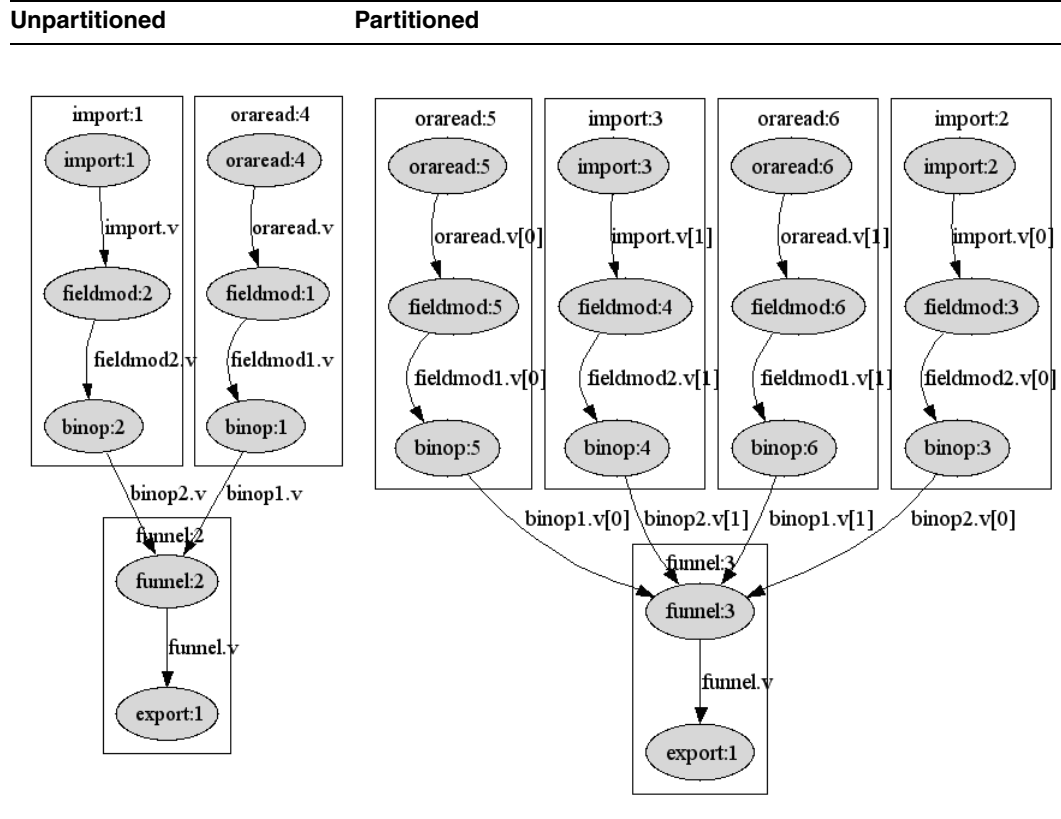 Unpartitioned
Partitioned
import:1
import:1
import.v
fieldmod:2
fieldmod2.v
binop:2
binop2.v
oraread:4
oraread:4
oraread.v
fieldmod:1
fieldmod1.v
binop:1
binop1.v
funnel:2
funnel:2
funnel.v
export:1
oraread:5
oraread:5
oraread.v[0]
fieldmod:5
fieldmod1.v[0]
binop:5
binop1.v[0]
import:3
import:3
import.v[1]
fieldmod:4
fieldmod2.v[1]
binop:4
binop2.v[1]
oraread:6
oraread:6
oraread.v[1]
fieldmod:6
fieldmod1.v[1]
binop:6
binop1.v[1]
import:2
import:2
import.v[0]
fieldmod:3
fieldmod2.v[0]
binop:3
binop2.v[0]
funnel:3
funnel:3
funnel.v
export:1